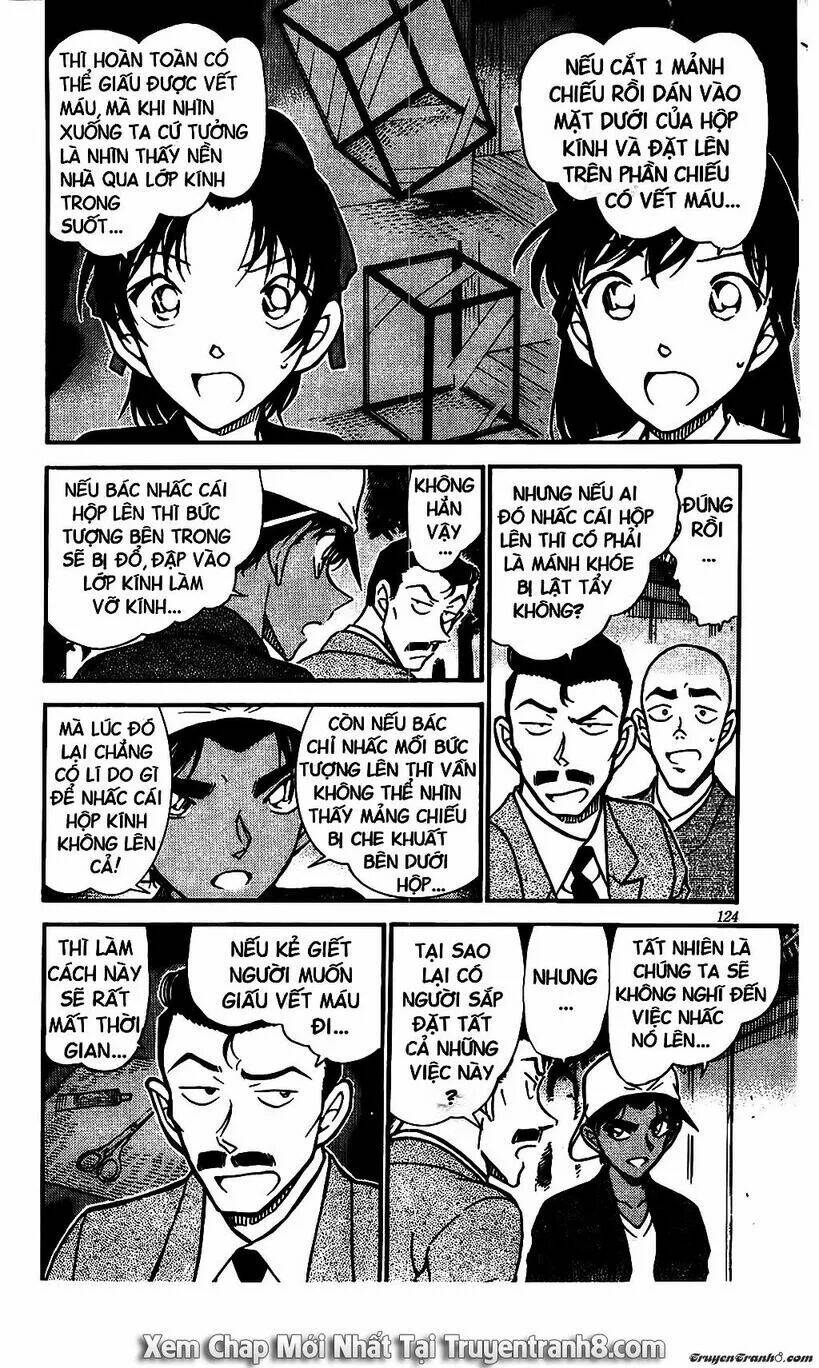 NẾU CẮT 1 MẢNH
CHIẾU RỒI DÁN VÀO
MẶT DƯỚI CỦA HỘP
KÍNH VÀ ĐẶT LÊN
TRÊN PHẦN CHIẾU
CÓ VẾT MÁU...
THÌ HOÀN TOÀN CÓ
THỂ GIẤU ĐƯỢC VẾT
MÁU, MÀ KHI NHÌN
XUỐNG TA CỨ TƯỞNG
LÀ NHÌN THẤY NỀN
NHÀ QUA LỚP KÍNH
TRONG
SUỐT...
ĐÚNG
RỒI
...
NHƯNG NẾU AI
ĐÓ NHẤC CÁI HỘP
LÊN THÌ CÓ PHẢI
LÀ MÁNH KHÓE
BỊ LẬT TẨY
KHÔNG?
KHÔNG
HẲN
VẬY...
NẾU BÁC NHẤC CÁI
HỘP LÊN THÌ BỨC
TƯỢNG BÊN TRONG
SẼ BỊ ĐỔ, ĐẬP VÀO
LỚP KÍNH LÀM
VỠ KÍNH...
CÒN NẾU BÁC
CHỈ NHẤC MỖI BỨC
TƯỢNG LÊN THÌ VẪN
KHÔNG THỂ NHÌN
THẤY MẢNG CHIẾU
BỊ CHE KHUẤT
BÊN DƯỚI
HỘP...
MÀ LÚC ĐÓ
LẠI CHẲNG
CÓ LÍ DO GÌ
ĐỂ NHẤC CÁI
HỘP KÍNH
KHÔNG LÊN
CẢ!
124
TẤT NHIÊN LÀ
CHÚNG TA SẼ
KHÔNG NGHĨ ĐẾN
VIỆC NHẤC
NÓ LÊN...
NHƯNG
...
TẠI SAO
LẠI CÓ
NGƯỜI SẮP
ĐẶT TẤT
CẢ NHỮNG
VIỆC NÀY
?
NẾU KẺ GIẾT
NGƯỜI MUỐN
GIẤU VẾT MÁU
ĐI...
THÌ LÀM
CÁCH NÀY
SẼ RẤT
MẤT THỜI
GIAN...
Xem Chap Mới Nhất Tại Truyentranh8.com
TruyenTranh8.com